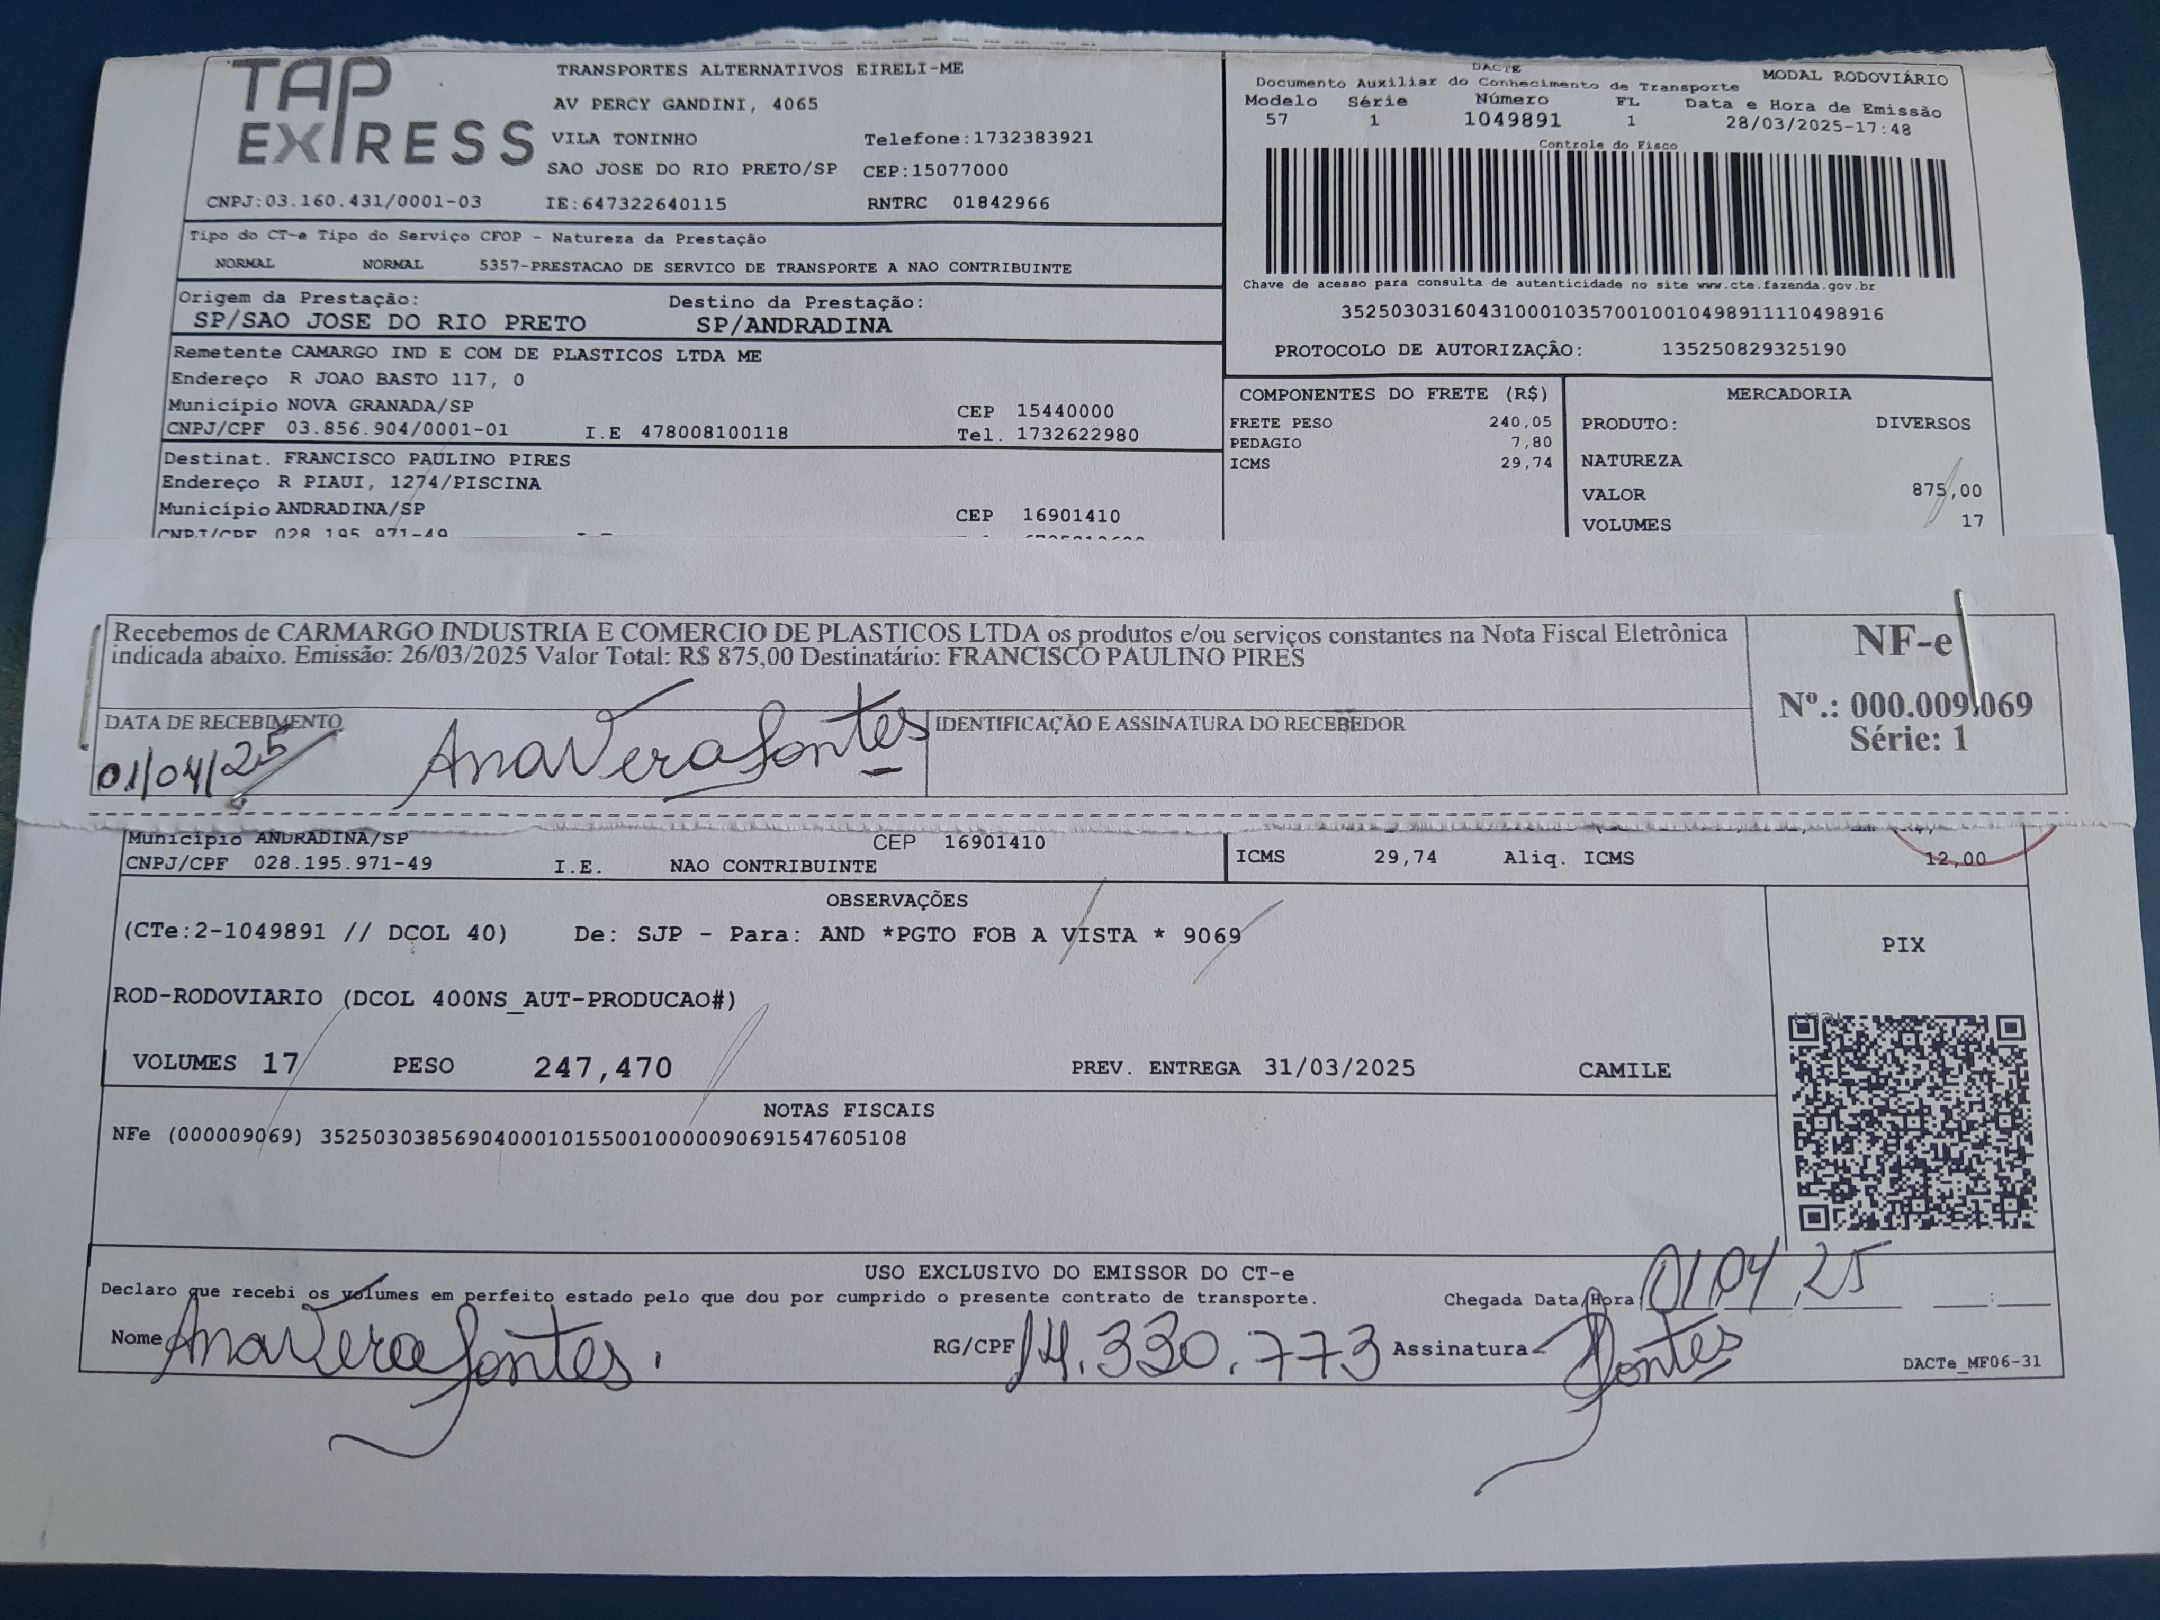 TAP EXPRESS
TRANSPORTES ALTERNATIVOS EIRELI-ME
AV PERCY GANDINI, 4065
VILA TONINHO Telefone:1732383921
SAO JOSE DO RIO PRETO/SP CEP:15077000
CNPJ:03.160.431/0001-03 IE:647322640115 RNTRC 01842966
Tipo do CT-e Tipo do Serviço CFOP - Natureza da Prestação
NORMAL NORMAL 5357-PRESTACAO DE SERVICO DE TRANSPORTE A NAO CONTRIBUINTE
Origem da Prestação: Destino da Prestação:
SP/SAO JOSE DO RIO PRETO SP/ANDRADINA
Remetente CAMARGO IND E COM DE PLASTICOS LTDA ME
Endereço R JOAO BASTO 117, 0
Município NOVA GRANADA/SP CEP 15440000
CNPJ/CPF 03.856.904/0001-01 I.E 478008100118 Tel. 1732622980
Destinat. FRANCISCO PAULINO PIRES
Endereço R PIAUI, 1274/PISCINA
Município ANDRADINA/SP CEP 16901410
CNPJ/CPF 028.195.971-49
DACTE MODAL RODOVIÁRIO
Documento Auxiliar do Conhecimento de Transporte
Modelo Série Número FL Data e Hora de Emissão
57 1 1049891 1 28/03/2025-17:48
Controle do Fisco
Chave de acesso para consulta de autenticidade no site www.cte.fazenda.gov.br
35250303160431000103570010010498911110498916
PROTOCOLO DE AUTORIZAÇÃO: 135250829325190
COMPONENTES DO FRETE (R$)
FRETE PESO 240,05
PEDAGIO 7,80
ICMS 29,74
MERCADORIA
PRODUTO: DIVERSOS
NATUREZA
VALOR 875,00
VOLUMES 17
Recebemos de CARMARGO INDUSTRIA E COMERCIO DE PLASTICOS LTDA os produtos e/ou serviços constantes na Nota Fiscal Eletrônica
indicada abaixo. Emissão: 26/03/2025 Valor Total: R$ 875,00 Destinatário: FRANCISCO PAULINO PIRES
NF-e
Nº.: 000.009.069
Série: 1
DATA DE RECEBIMENTO IDENTIFICAÇÃO E ASSINATURA DO RECEBEDOR
01/04/25 Ana Vera Fontes
Município ANDRADINA/SP CEP 16901410
CNPJ/CPF 028.195.971-49 I.E. NAO CONTRIBUINTE
ICMS 29,74 Aliq. ICMS 12,00
OBSERVAÇÕES
(CTe:2-1049891 // DCOL 40) De: SJP - Para: AND *PGTO FOB A VISTA * 9069
ROD-RODOVIARIO (DCOL 400NS_AUT-PRODUCAO#)
VOLUMES 17 PESO 247,470 PREV. ENTREGA 31/03/2025 CAMILE
PIX
NOTAS FISCAIS
NFe (000009069) 35250303856904000101550010000090691547605108
USO EXCLUSIVO DO EMISSOR DO CT-e
Declaro que recebi os volumes em perfeito estado pelo que dou por cumprido o presente contrato de transporte. Chegada Data/Hora 01/04/25 :
Nome Ana Vera Fontes. RG/CPF 14.330.773 Assinatura Fontes
DACTe_MF06-31